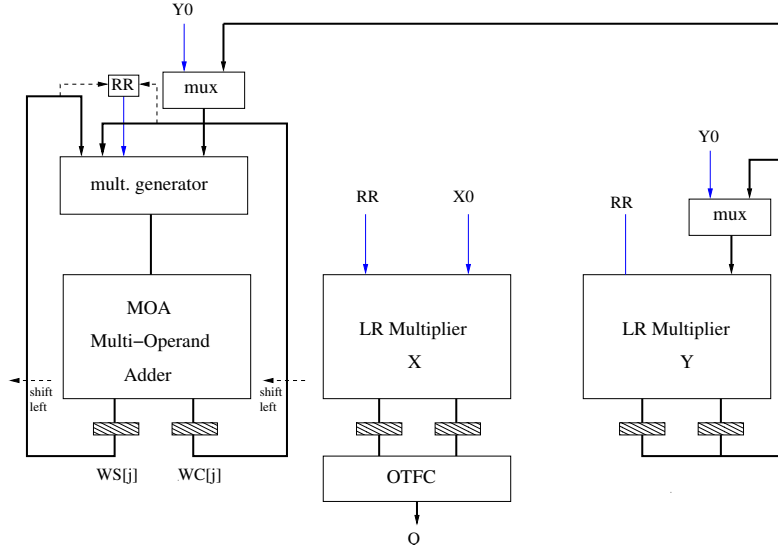 Y0
RR
mux
Y0
mult. generator
RR
X0
RR
mux
MOA
Multi−Operand
Adder
LR Multiplier
X
LR Multiplier
Y
shift
left
shift
left
WS[j]
WC[j]
OTFC
Q